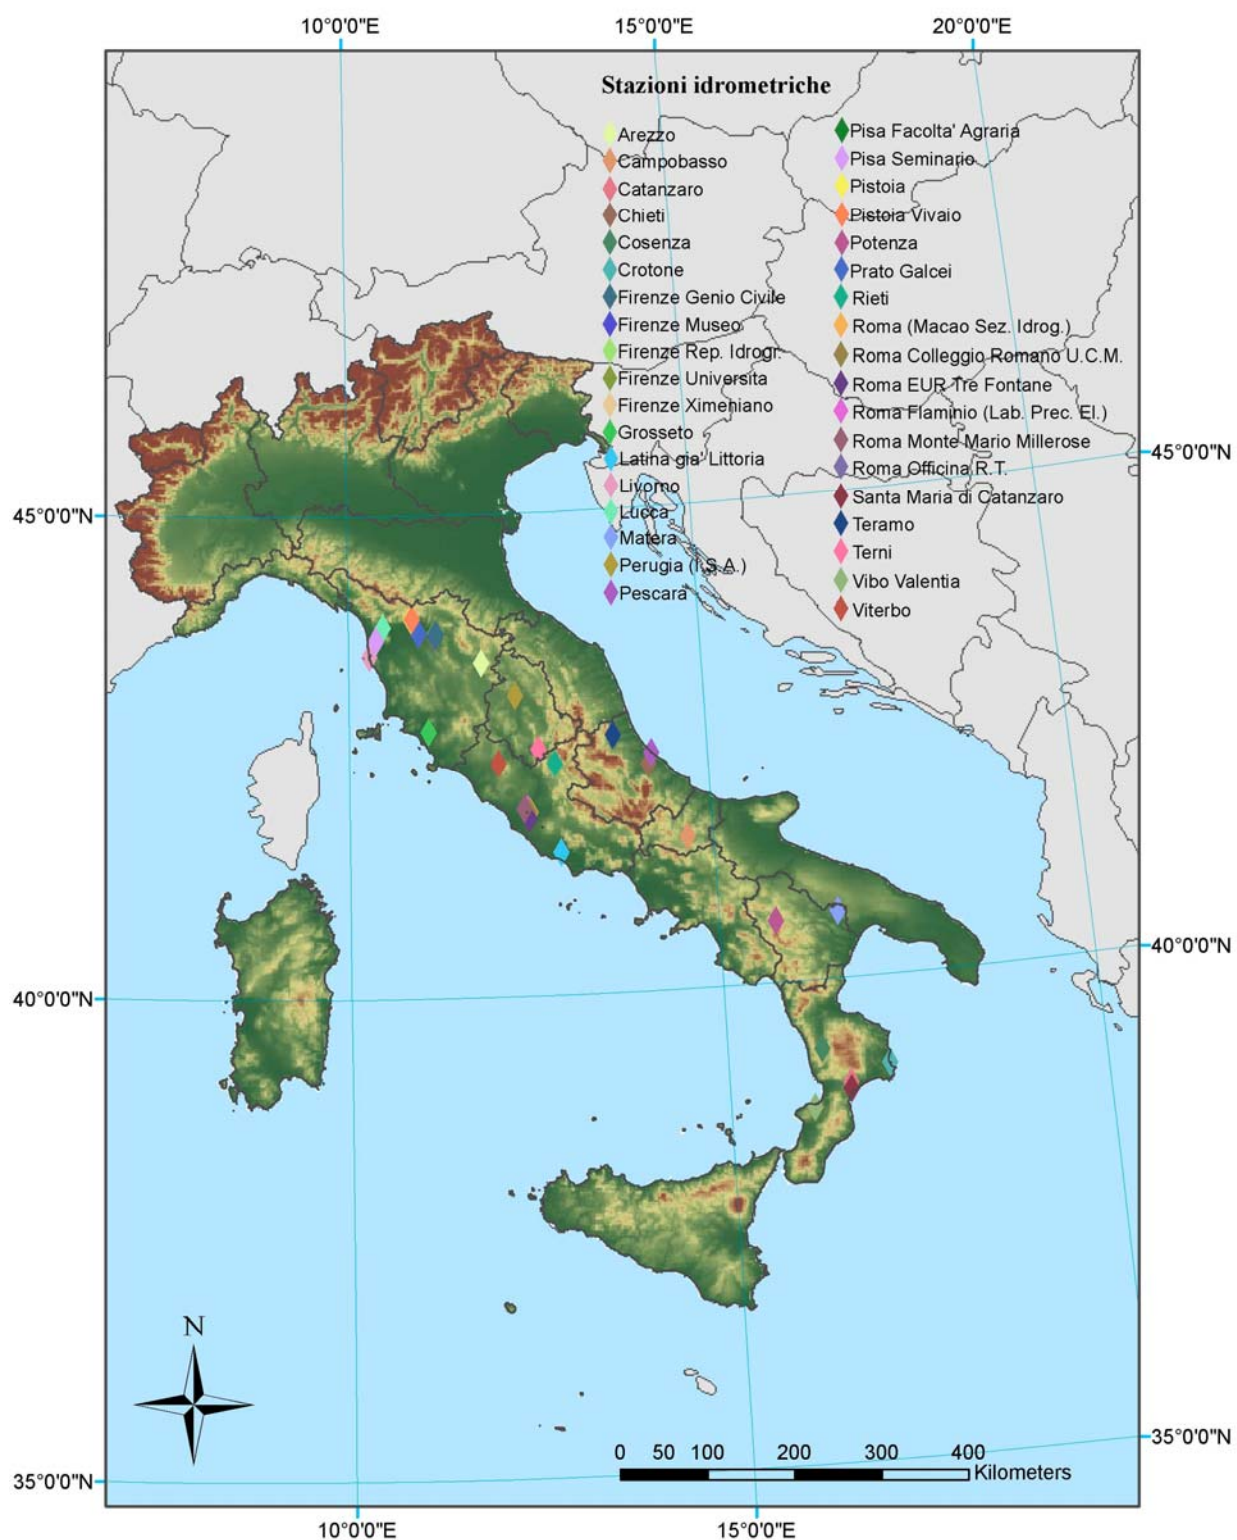 10°0'0"E 15°0'0"E 20°0'0"E
Stazioni idrometriche
Arezzo
Campobasso
Catanzaro
Chieti
Cosenza
Crotone
Firenze Genio Civile
Firenze Museo
Firenze Rep. Idrogr.
Firenze Universita
Firenze Ximeniano
Grosseto
Latina gia' Littoria
Livorno
Lucca
Matera
Perugia (I.S.A.)
Pescara
Pisa Facolta' Agraria
Pisa Seminario
Pistoia
Pistoia Vivaio
Potenza
Prato Galcei
Rieti
Roma (Macao Sez. Idrog.)
Roma Colleggio Romano U.C.M.
Roma EUR Tre Fontane
Roma Flaminio (Lab. Prec. El.)
Roma Monte Mario Millerose
Roma Officina R.T.
Santa Maria di Catanzaro
Teramo
Terni
Vibo Valentia
Viterbo
45°0'0"N
45°0'0"N
40°0'0"N
40°0'0"N
N
35°0'0"N
0 50 100 200 300 400
Kilometers
35°0'0"N
10°0'0"E 15°0'0"E